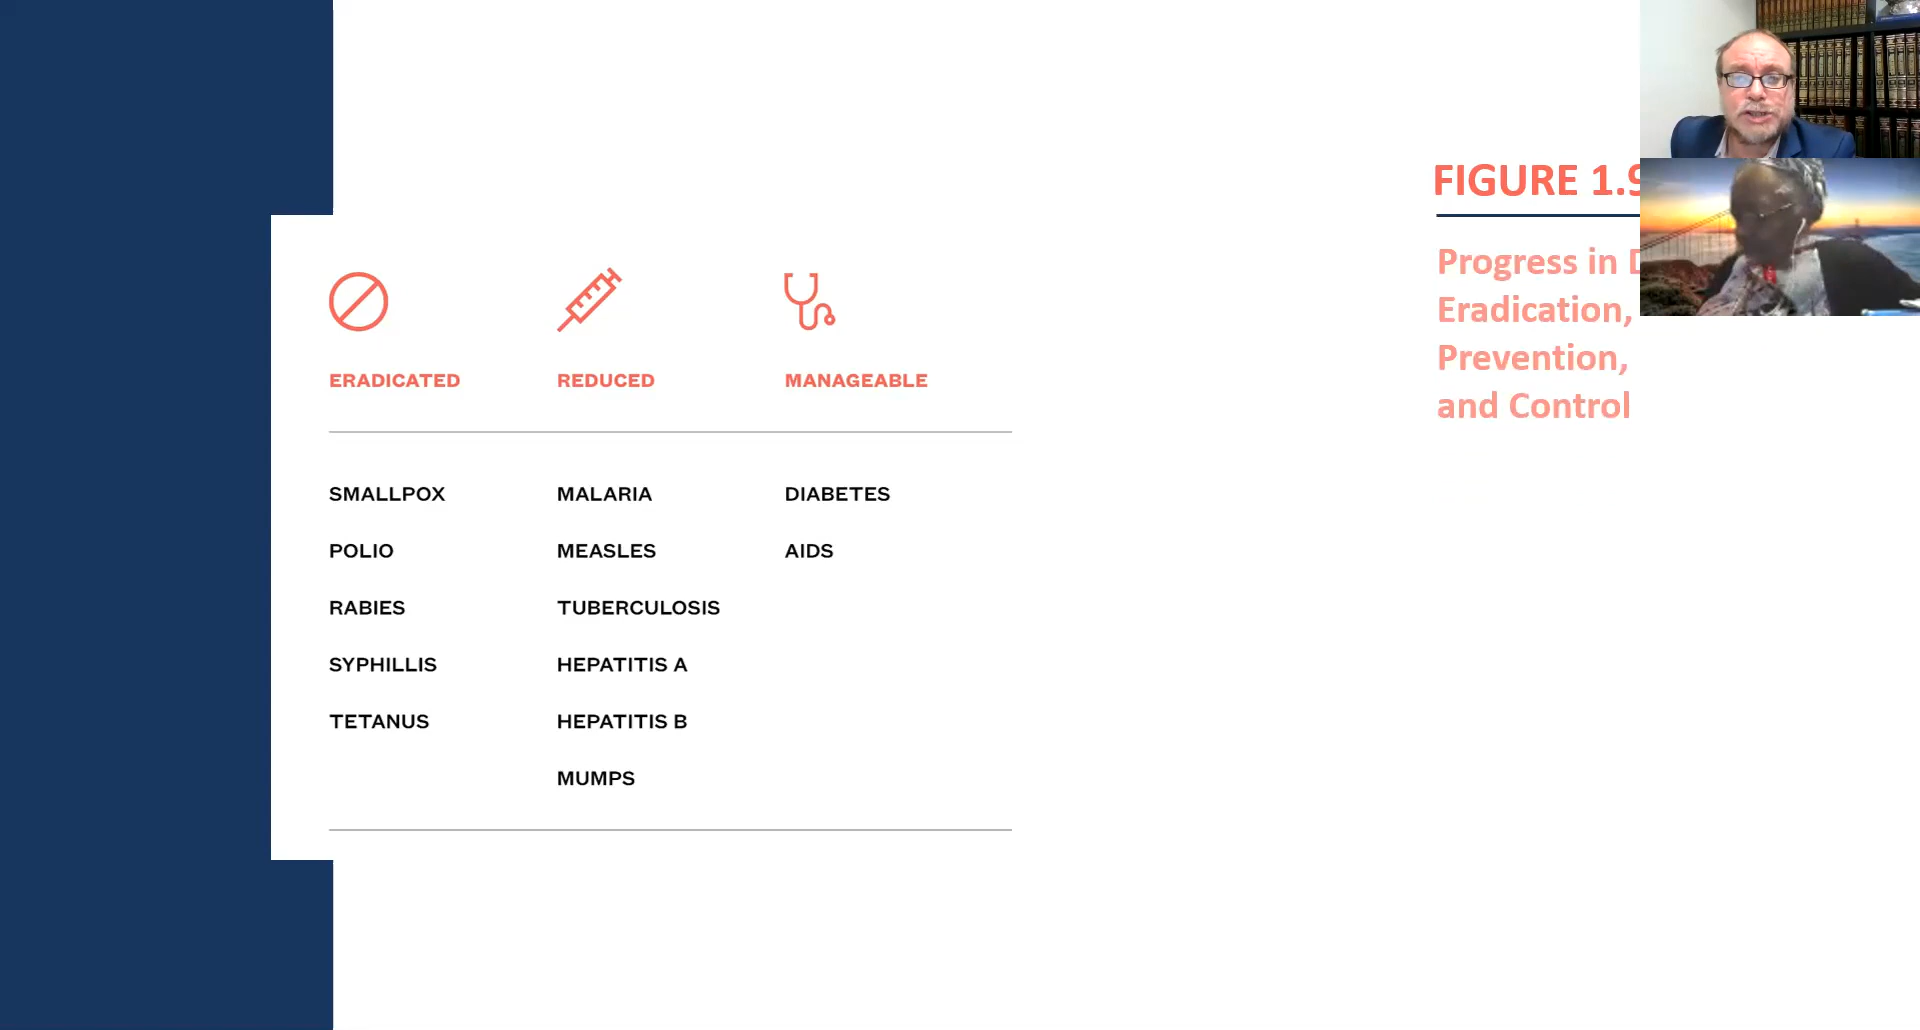 FIGURE 1.9
Progress in
Eradication,
Prevention,
and Control
ERADICATED REDUCED MANAGEABLE
SMALLPOX MALARIA DIABETES
POLIO MEASLES AIDS
RABIES TUBERCULOSIS
SYPHILLIS HEPATITIS A
TETANUS HEPATITIS B
MUMPS